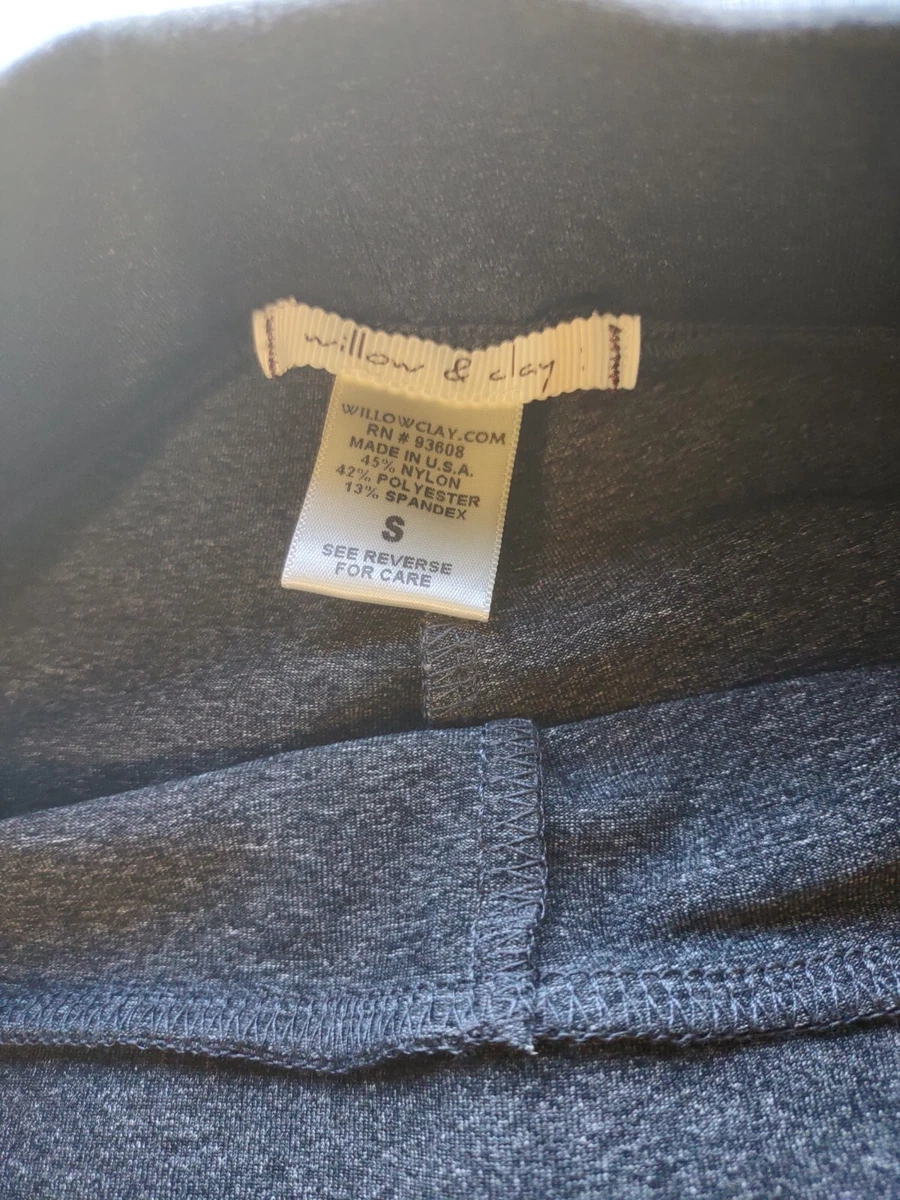 willow & clay
WILLOWCLAY.COM
RN # 93608
MADE IN U.S.A.
45% NYLON
42% POLYESTER
13% SPANDEX
S
SEE REVERSE
FOR CARE